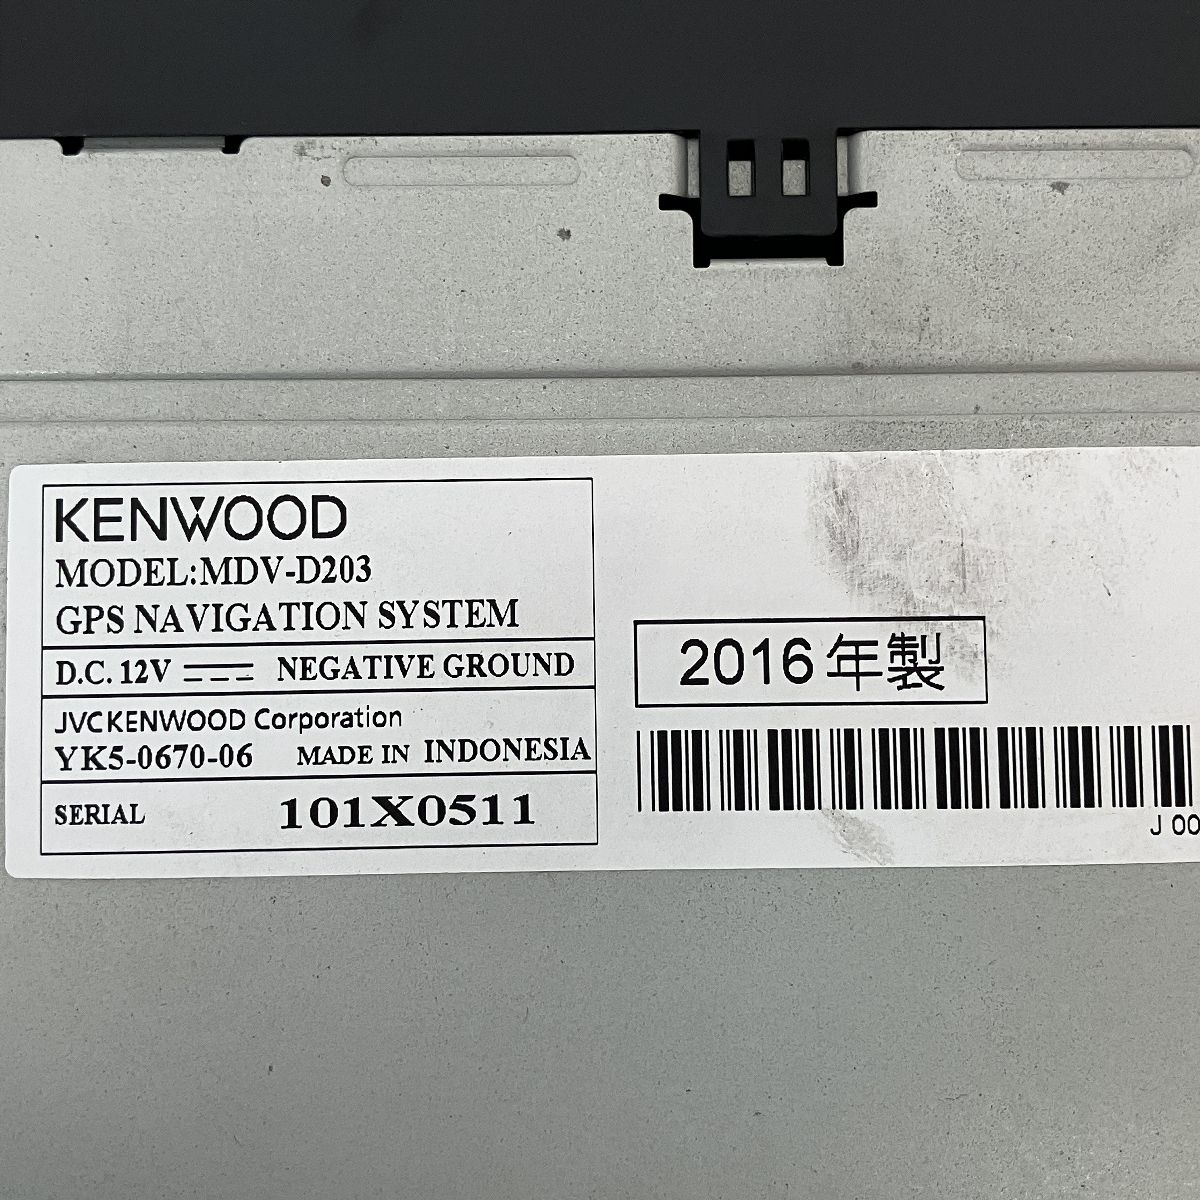 KENWOOD
MODEL:MDV-D203
GPS NAVIGATION SYSTEM
D.C. 12V NEGATIVE GROUND
JVCKENWOOD Corporation
YK5-0670-06 MADE IN INDONESIA
SERIAL 101X0511
2016年製
J 00